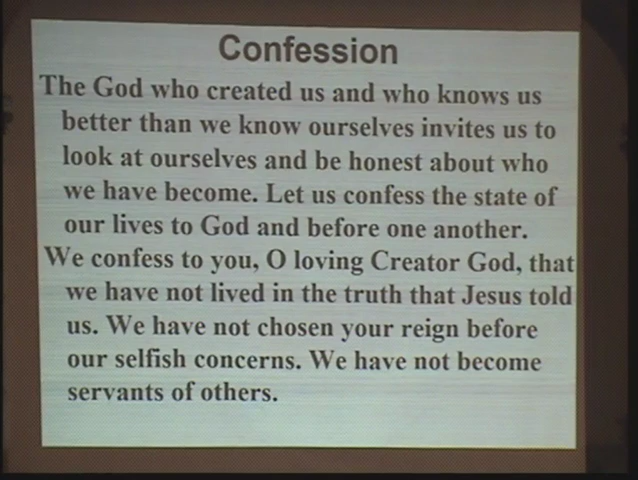 Confession
The God who created us and who knows us
better than we know ourselves invites us to
look at ourselves and be honest about who
we have become. Let us confess the state of
our lives to God and before one another.
We confess to you, O loving Creator God, that
we have not lived in the truth that Jesus told
us. We have not chosen your reign before
our selfish concerns. We have not become
servants of others.